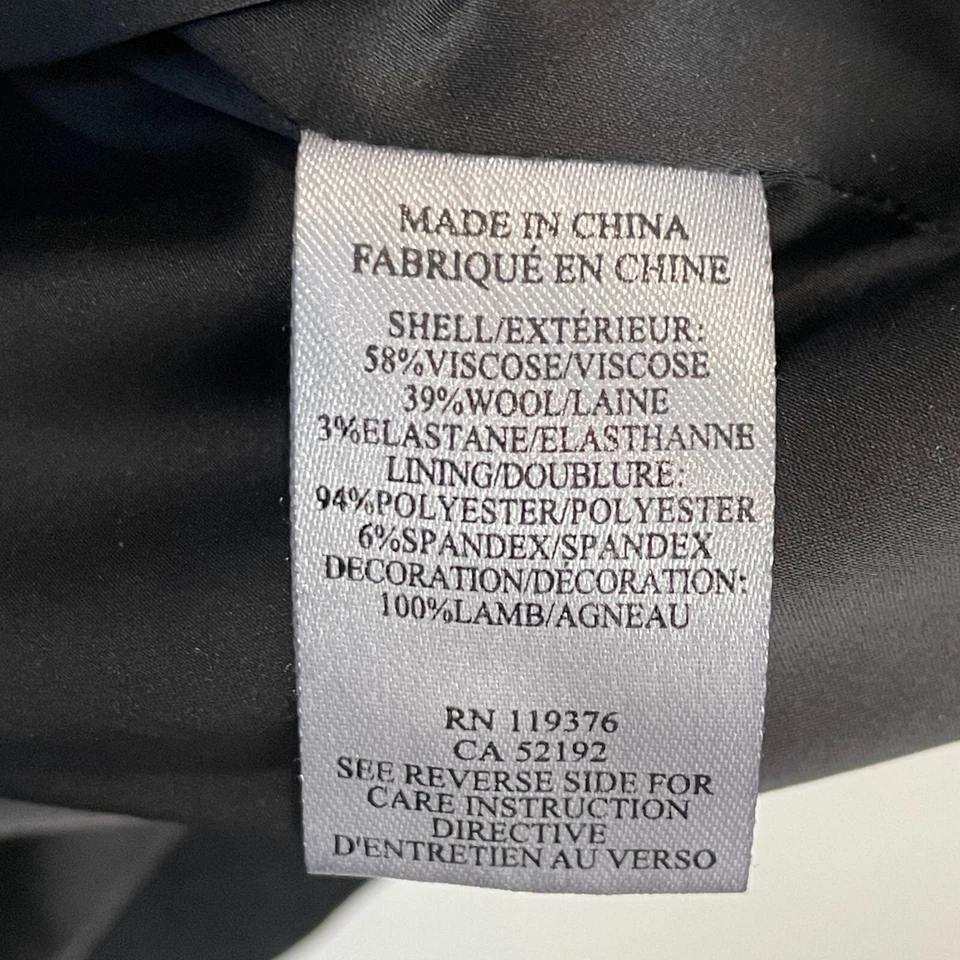 MADE IN CHINA
FABRIQUÉ EN CHINE
SHELL/EXTÉRIEUR:
58%VISCOSE/VISCOSE
39%WOOL/LAINE
3%ELASTANE/ELASTHANNE
LINING/DOUBLURE:
94%POLYESTER/POLYESTER
6%SPANDEX/SPANDEX
DECORATION/DÉCORATION:
100%LAMB/AGNEAU
RN 119376
CA 52192
SEE REVERSE SIDE FOR
CARE INSTRUCTION
DIRECTIVE
D'ENTRETIEN AU VERSO